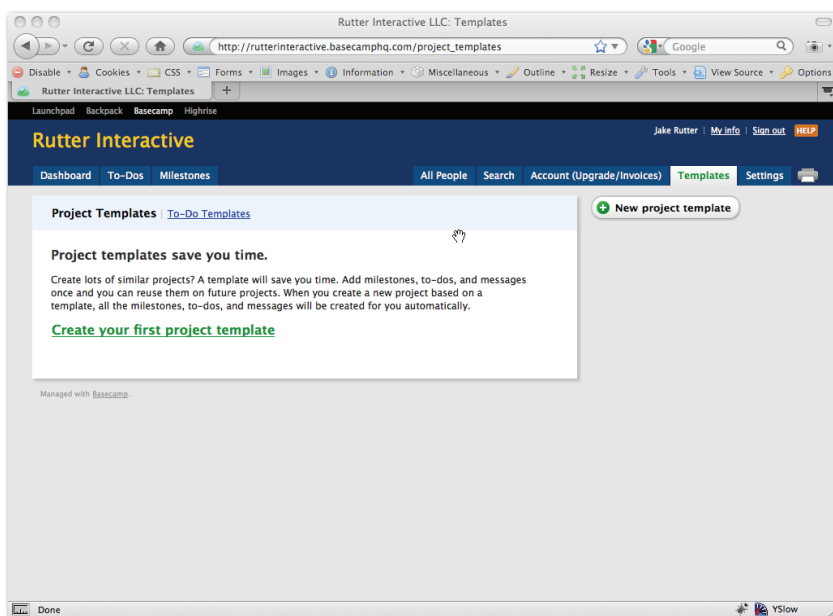 Rutter Interactive LLC: Templates
http://rutterinteractive.basecamphq.com/project_templates
Google
Disable Cookies CSS Forms Images Information Miscellaneous Outline Resize Tools View Source Options
Rutter Interactive LLC: Templates +
Launchpad Backpack Basecamp Highrise
Rutter Interactive
Jake Rutter | My info | Sign out HELP
Dashboard To-Dos Milestones All People Search Account (Upgrade/Invoices) Templates Settings
Project Templates | To-Do Templates
New project template
Project templates save you time.
Create lots of similar projects? A template will save you time. Add milestones, to-dos, and messages
once and you can reuse them on future projects. When you create a new project based on a
template, all the milestones, to-dos, and messages will be created for you automatically.
Create your first project template
Managed with Basecamp.
Done YSlow